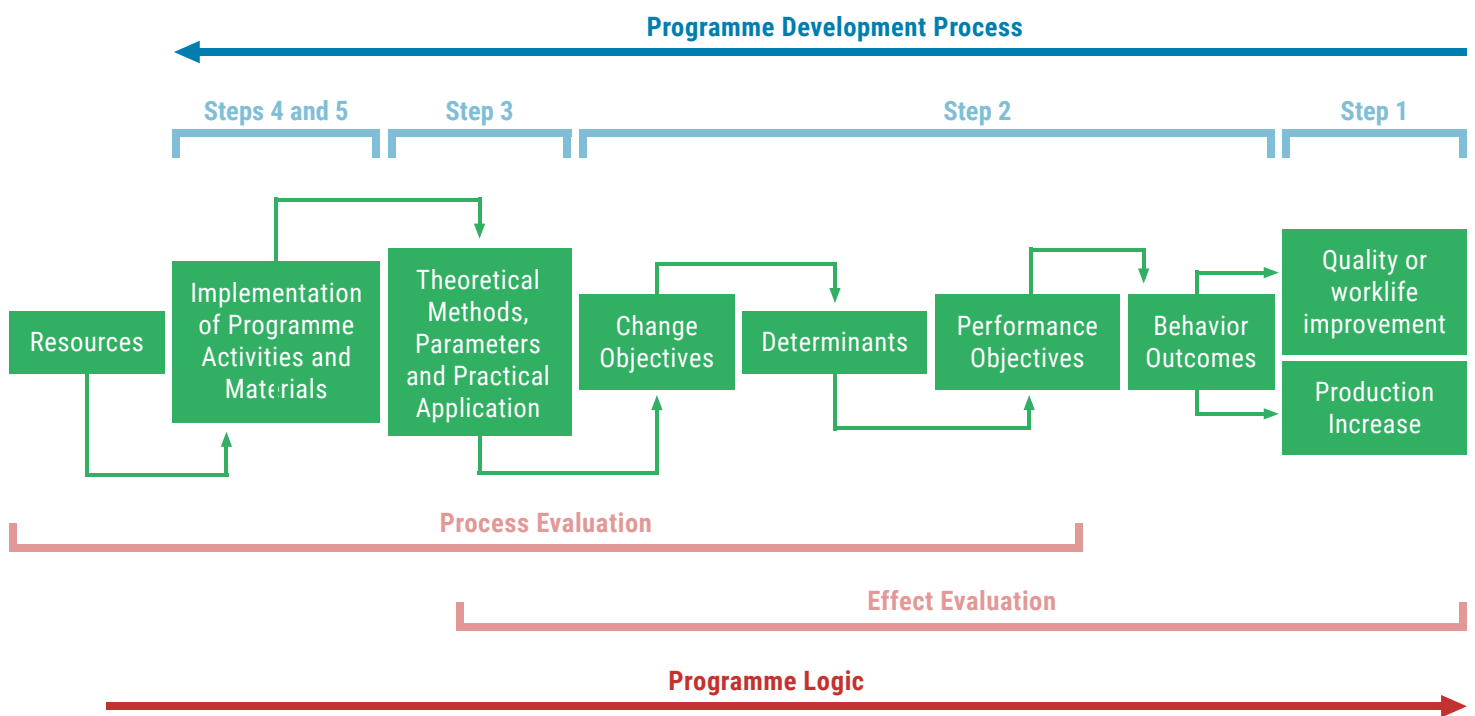 Programme Development Process
Steps 4 and 5
Step 3
Step 2
Step 1
Resources
Implementation
of Programme
Activities and
Materials
Theoretical
Methods,
Parameters
and Practical
Application
Change
Objectives
Determinants
Performance
Objectives
Behavior
Outcomes
Quality or
worklife
improvement
Production
Increase
Process Evaluation
Effect Evaluation
Programme Logic